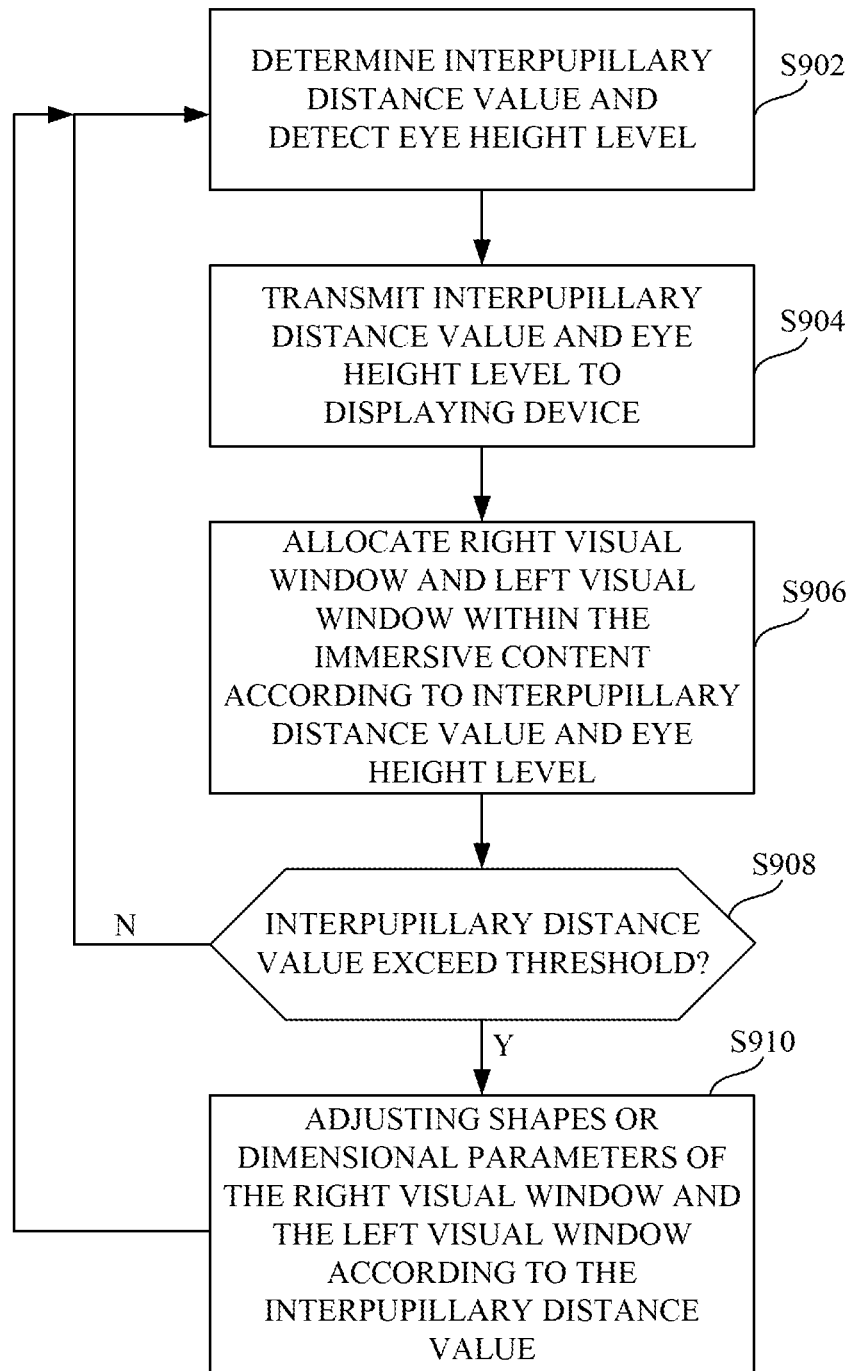 DETERMINE INTERPUPILLARY
DISTANCE VALUE AND
DETECT EYE HEIGHT LEVEL
S902
TRANSMIT INTERPUPILLARY
DISTANCE VALUE AND EYE
HEIGHT LEVEL TO
DISPLAYING DEVICE
S904
ALLOCATE RIGHT VISUAL
WINDOW AND LEFT VISUAL
WINDOW WITHIN THE
IMMERSIVE CONTENT
ACCORDING TO INTERPUPILLARY
DISTANCE VALUE AND EYE
HEIGHT LEVEL
S906
INTERPUPILLARY DISTANCE
VALUE EXCEED THRESHOLD?
S908
N
Y
S910
ADJUSTING SHAPES OR
DIMENSIONAL PARAMETERS OF
THE RIGHT VISUAL WINDOW AND
THE LEFT VISUAL WINDOW
ACCORDING TO THE
INTERPUPILLARY DISTANCE
VALUE